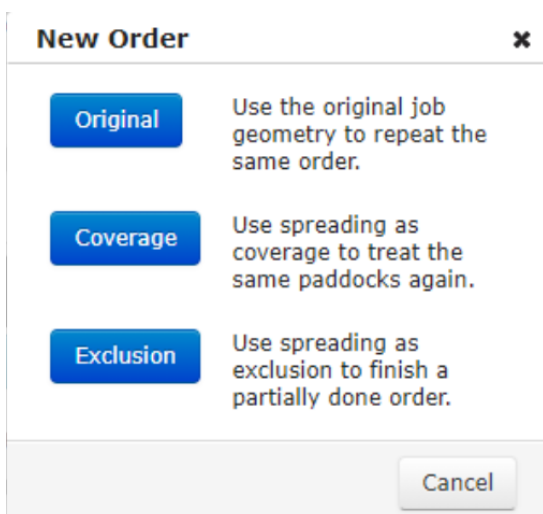 New Order
Original
Use the original job
geometry to repeat the
same order.
Coverage
Use spreading as
coverage to treat the
same paddocks again.
Exclusion
Use spreading as
exclusion to finish a
partially done order.
Cancel